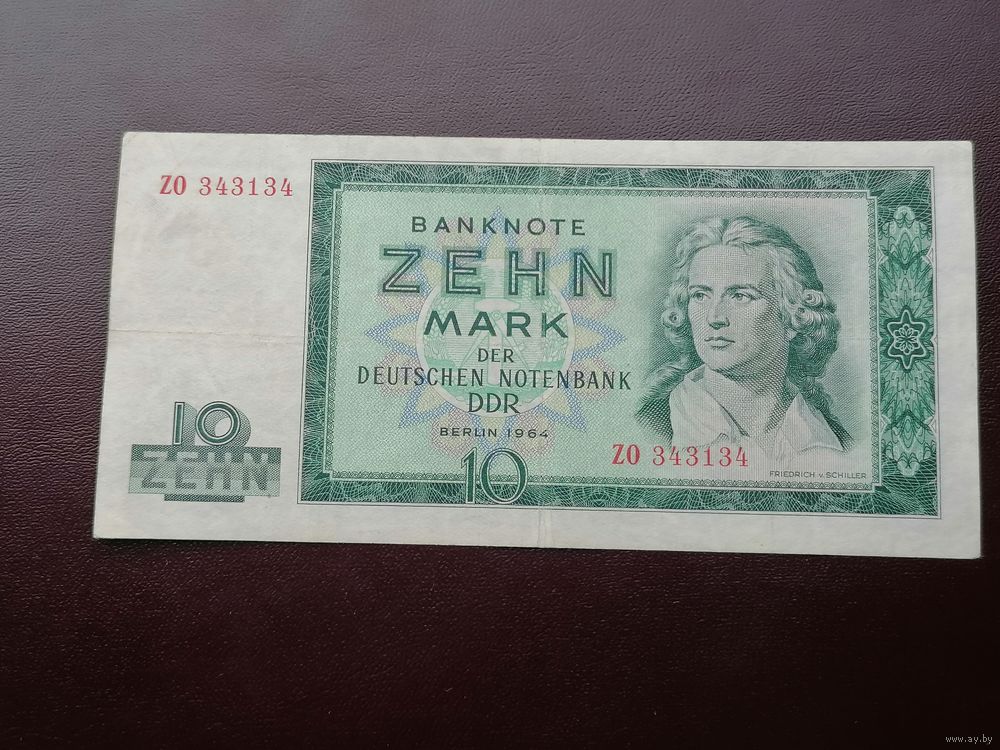 ZO 343134
BANKNOTE
ZEHN
MARK
DER
DEUTSCHEN NOTENBANK
DDR
BERLIN 1964
10
ZO 343134
FRIEDRICH v. SCHILLER
10
ZEHN
www.ay.by